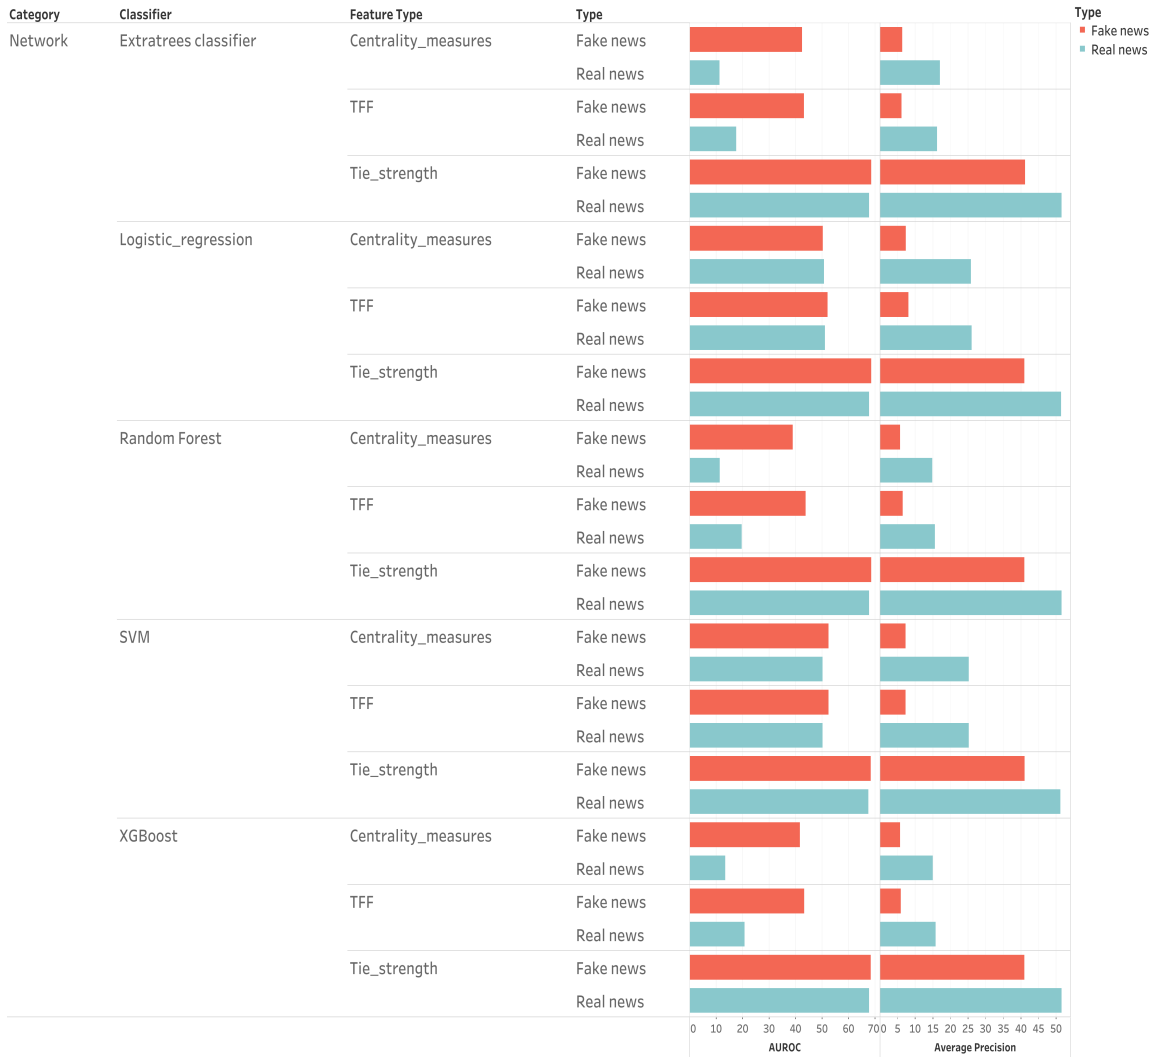 Category Classifier Feature Type Type
Network Extratrees classifier Centrality_measures Fake news
Real news
TFF Fake news
Real news
Tie_strength Fake news
Real news
Logistic_regression Centrality_measures Fake news
Real news
TFF Fake news
Real news
Tie_strength Fake news
Real news
Random Forest Centrality_measures Fake news
Real news
TFF Fake news
Real news
Tie_strength Fake news
Real news
SVM Centrality_measures Fake news
Real news
TFF Fake news
Real news
Tie_strength Fake news
Real news
XGBoost Centrality_measures Fake news
Real news
TFF Fake news
Real news
Tie_strength Fake news
Real news
0 10 20 30 40 50 60 70 0 5 10 15 20 25 30 35 40 45 50
AUROC Average Precision
Type
Fake news
Real news